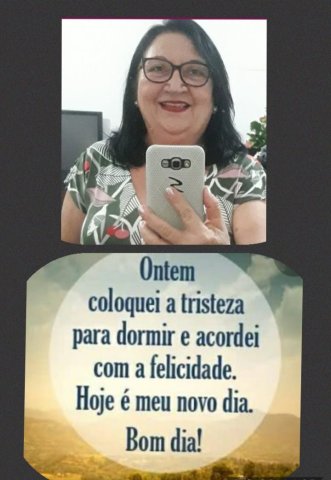 Ontem
coloquei a tristeza
para dormir e acordei
com a felicidade.
Hoje é meu novo dia.
Bom dia!